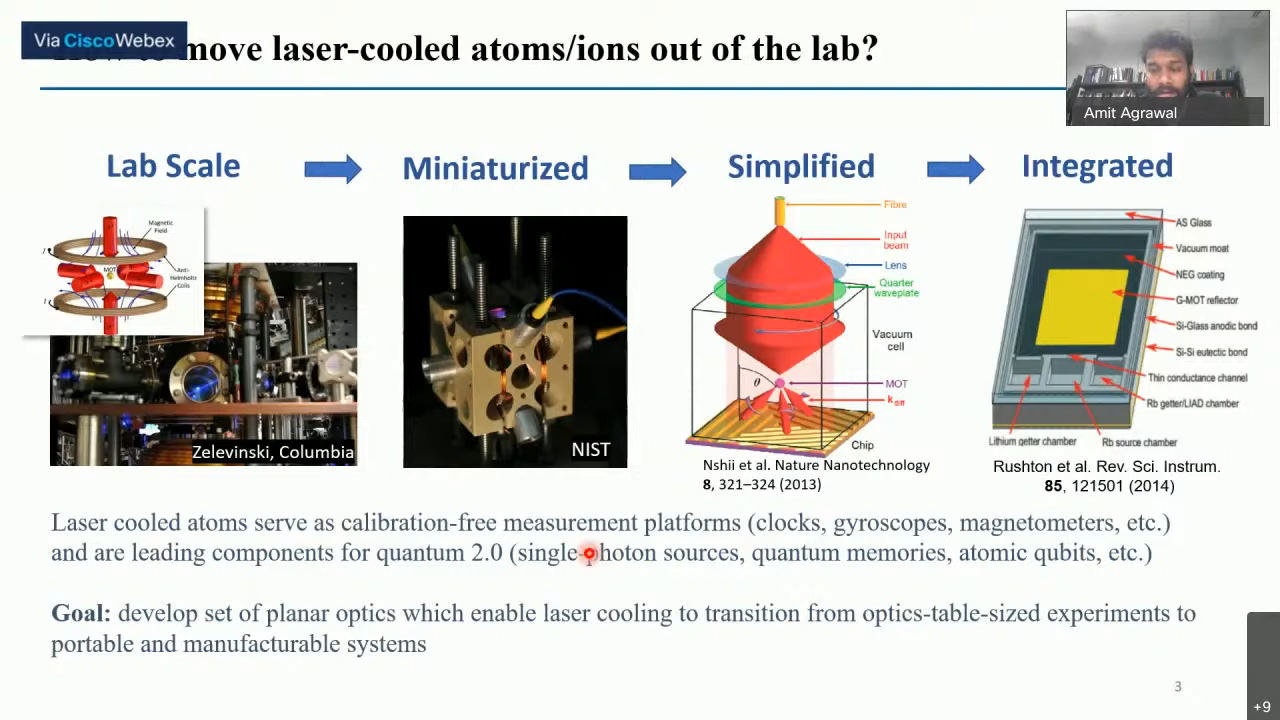 Via Cisco Webex
move laser-cooled atoms/ions out of the lab?
Amit Agrawal
Lab Scale
Miniaturized
Simplified
Integrated
Magnetic
Field
MOT
Anti-
Helmholtz
Coils
I
I
Zelevinski, Columbia
NIST
Fibre
Input
beam
Lens
Quarter
waveplate
Vacuum
cell
θ
MOT
kdiff
Chip
Nshii et al. Nature Nanotechnology
8, 321–324 (2013)
AS Glass
Vacuum moat
NEG coating
G-MOT reflector
Si-Glass anodic bond
Si-Si eutectic bond
Thin conductance channel
Rb getter/LIAD chamber
Lithium getter chamber
Rb source chamber
Rushton et al. Rev. Sci. Instrum.
85, 121501 (2014)
Laser cooled atoms serve as calibration-free measurement platforms (clocks, gyroscopes, magnetometers, etc.)
and are leading components for quantum 2.0 (single-photon sources, quantum memories, atomic qubits, etc.)
Goal: develop set of planar optics which enable laser cooling to transition from optics-table-sized experiments to
portable and manufacturable systems
3
+9